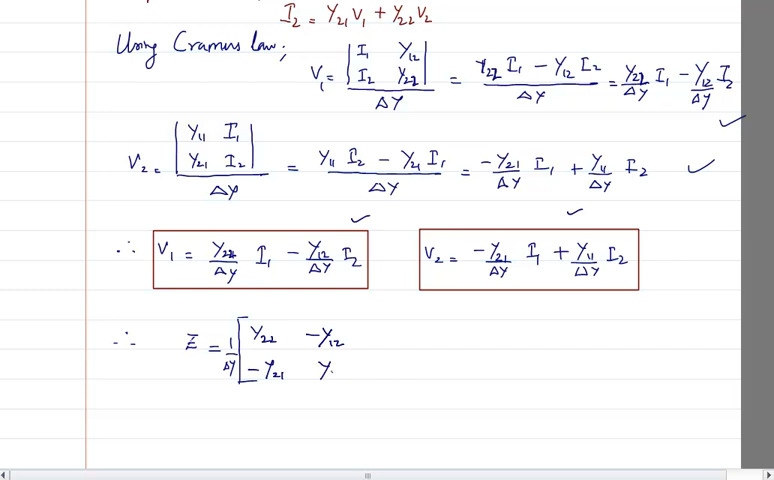 I₂ = Y₂₁ V₁ + Y₂₂ V₂
Using Cramers law;
V₁ = | I₁ Y₁₂ ; I₂ Y₂₂ | / ΔY = (Y₂₂ I₁ − Y₁₂ I₂) / ΔY = Y₂₂/ΔY I₁ − Y₁₂/ΔY I₂
V₂ = | Y₁₁ I₁ ; Y₂₁ I₂ | / ΔY = (Y₁₁ I₂ − Y₂₁ I₁) / ΔY = −Y₂₁/ΔY I₁ + Y₁₁/ΔY I₂
∴ V₁ = Y₂₂/ΔY I₁ − Y₁₂/ΔY I₂ V₂ = −Y₂₁/ΔY I₁ + Y₁₁/ΔY I₂
∴ Z = 1/ΔY [ Y₂₂ −Y₁₂
−Y₂₁ Y